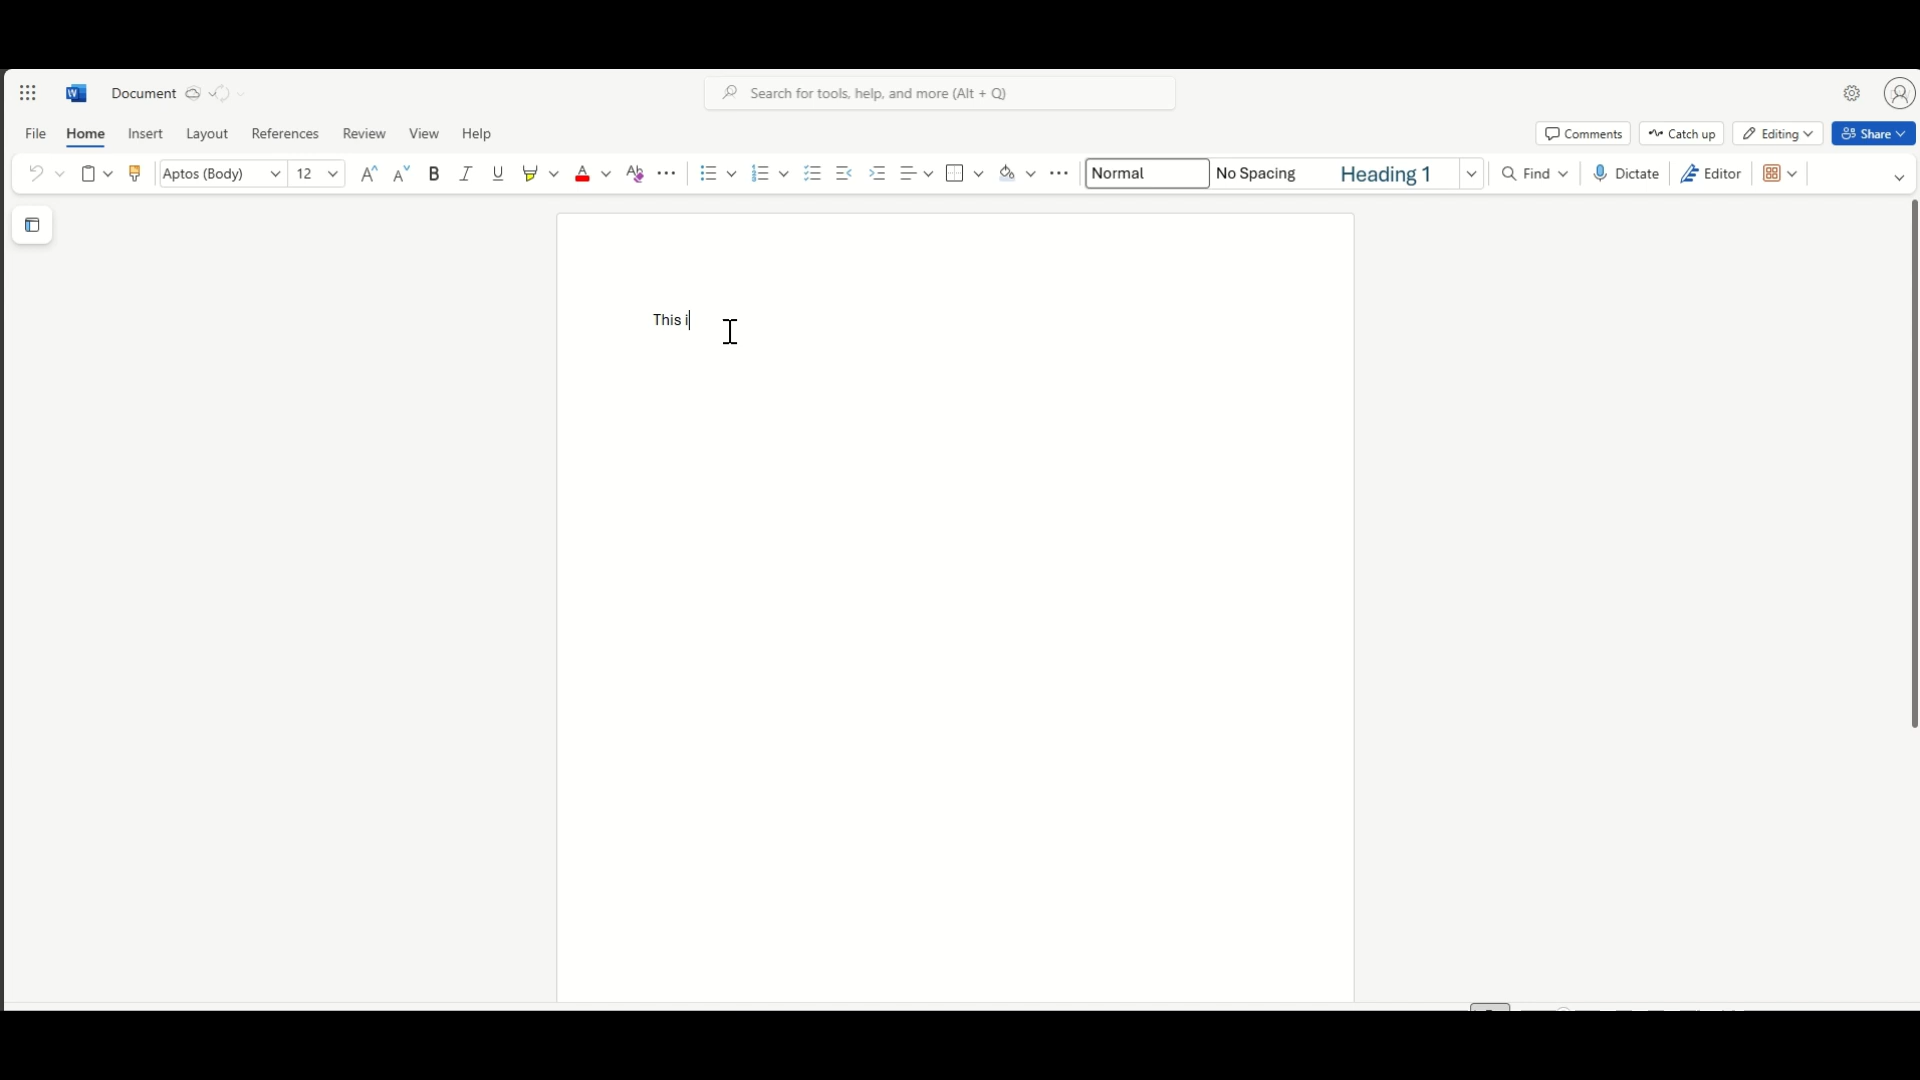 Document
Search for tools, help, and more (Alt + Q)
File Home Insert Layout References Review View Help
Comments Catch up Editing Share
Aptos (Body) 12 Normal No Spacing Heading 1 Find Dictate Editor
This i